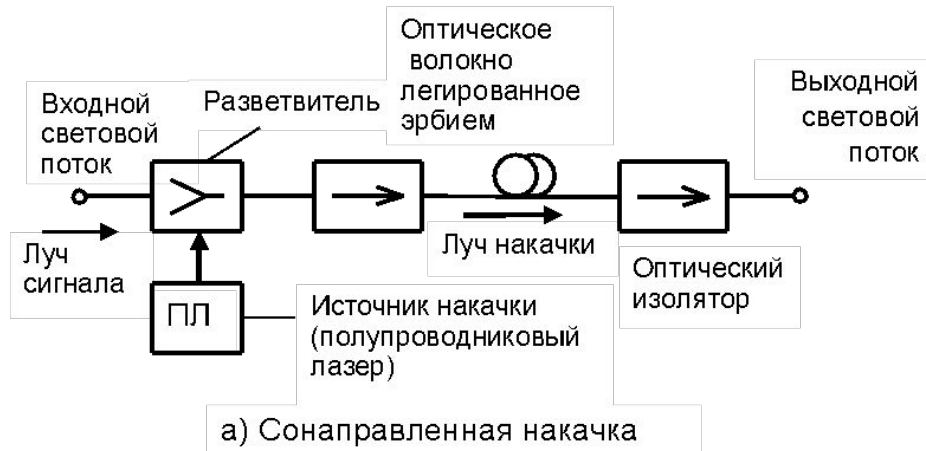 Оптическое
волокно
легированное
эрбием
Выходной
световой
поток
Входной
световой
поток
Разветвитель
Луч
сигнала
Луч накачки
Оптический
изолятор
ПЛ
Источник накачки
(полупроводниковый
лазер)
а) Сонаправленная накачка